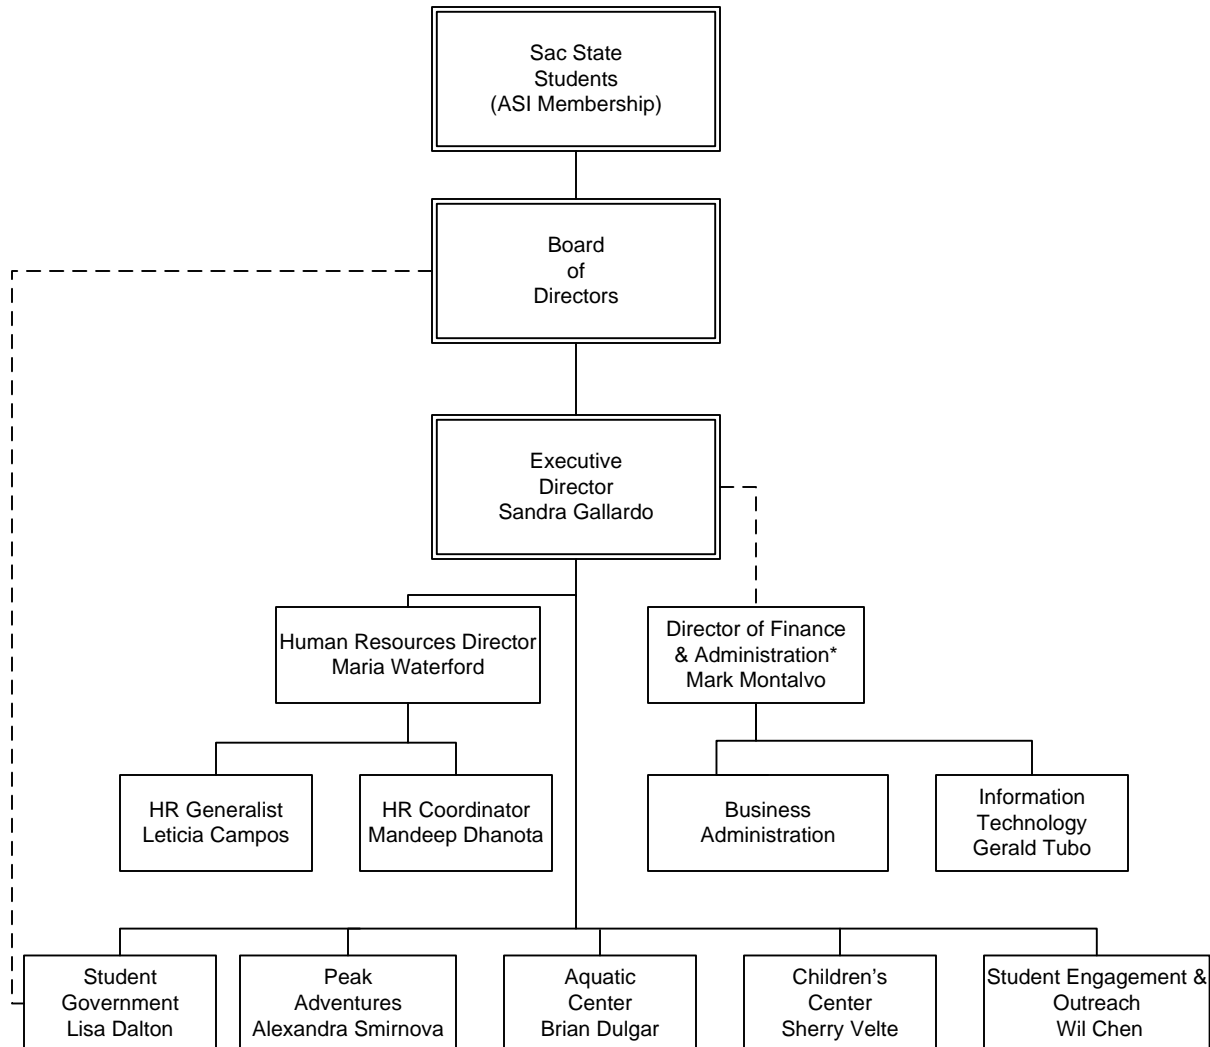 Sac State
Students
(ASI Membership)
Board
of
Directors
Executive
Director
Sandra Gallardo
Human Resources Director
Maria Waterford
Director of Finance
& Administration*
Mark Montalvo
HR Generalist
Leticia Campos
HR Coordinator
Mandeep Dhanota
Business
Administration
Information
Technology
Gerald Tubo
Student
Government
Lisa Dalton
Peak
Adventures
Alexandra Smirnova
Aquatic
Center
Brian Dulgar
Children’s
Center
Sherry Velte
Student Engagement &
Outreach
Wil Chen